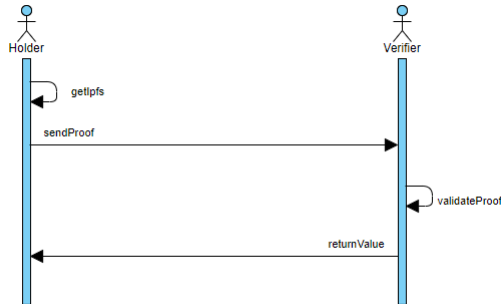 Holder
Verifier
getIpfs
sendProof
validateProof
returnValue